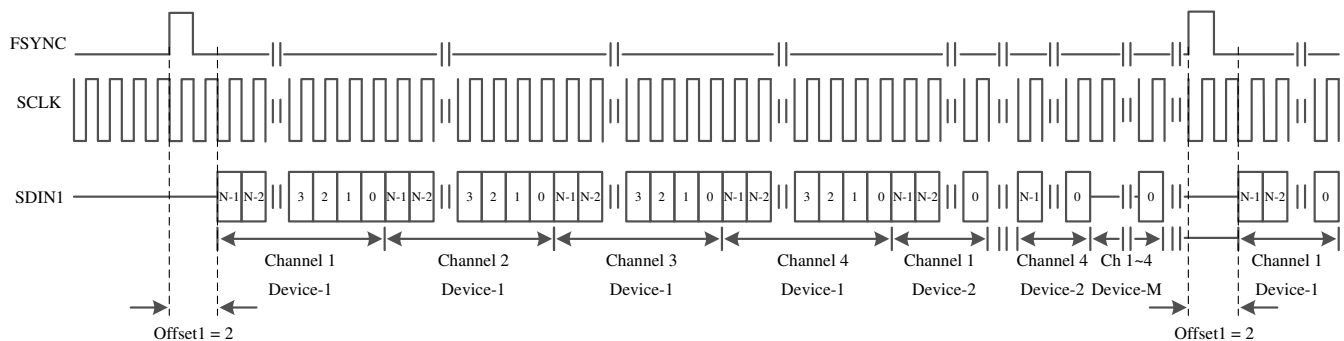 FSYNC
SCLK
SDIN1
N-1 N-2 3 2 1 0 N-1 N-2 3 2 1 0 N-1 N-2 3 2 1 0 N-1 N-2 3 2 1 0 N-1 N-2 0 N-1 0 0 N-1 N-2 0
Channel 1 Channel 2 Channel 3 Channel 4 Channel 1 Channel 4 Ch 1~4 Channel 1
Device-1 Device-1 Device-1 Device-1 Device-2 Device-2 Device-M Device-1
Offset1 = 2 Offset1 = 2